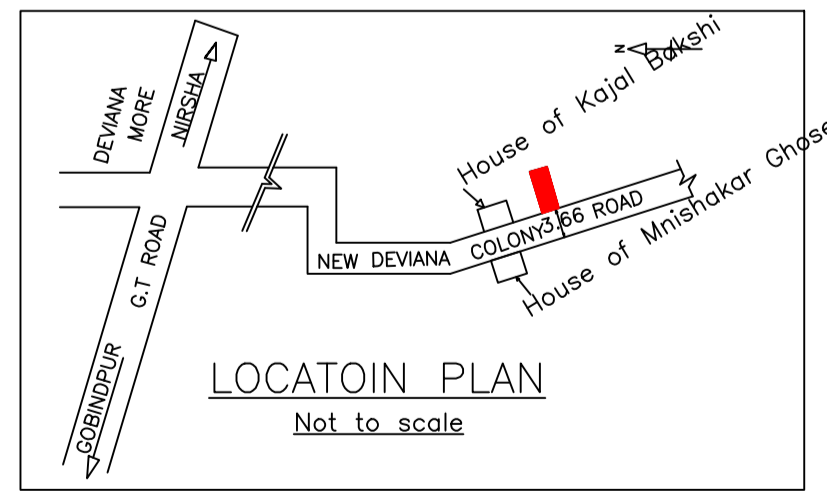 DEVIANA
MORE
NIRSHA
G.T ROAD
GOBINDPUR
House of Kajal Bakshi
N
NEW DEVIANA COLONY 3.66 ROAD
House of Mnishakar Ghose
LOCATOIN PLAN
Not to scale